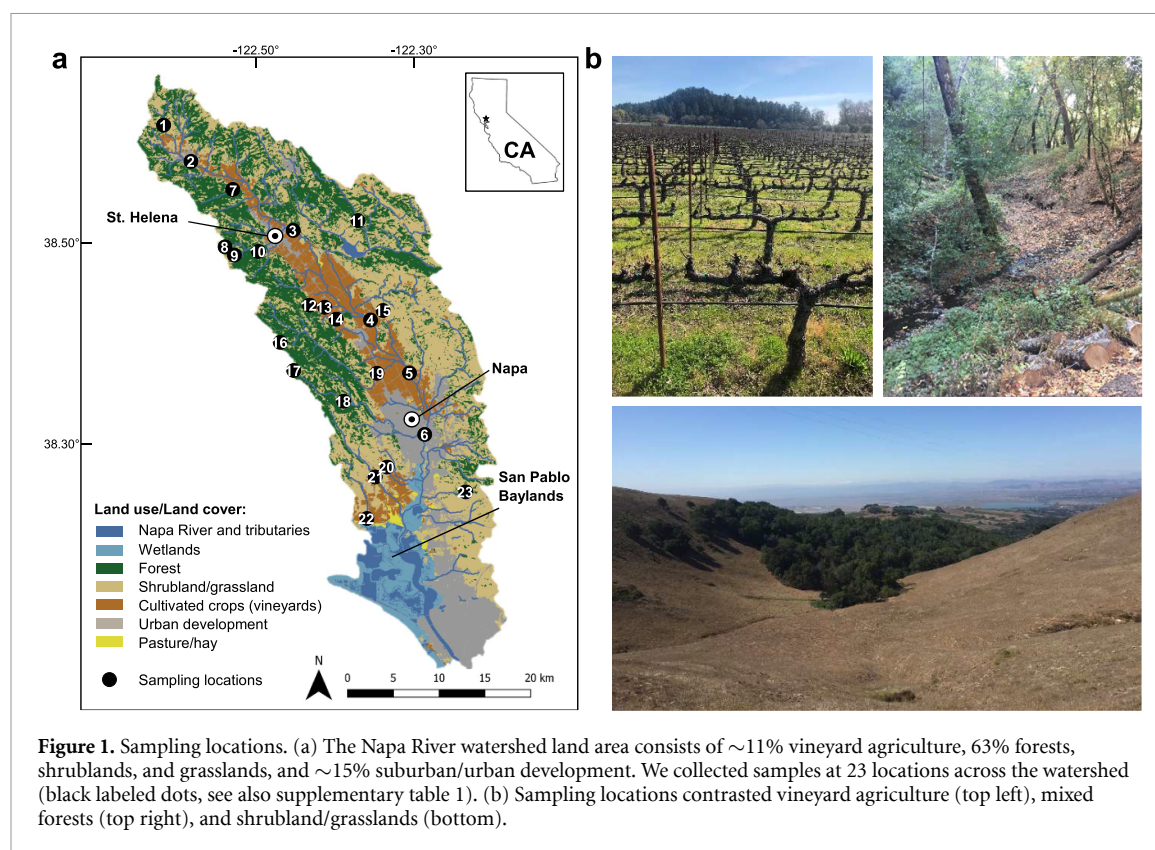 a
-122.50°
-122.30°
b
CA
1
2
7
St. Helena
11
3
38.50°
8
9
10
12
13
15
14
4
16
17
19
5
Napa
18
6
38.30°
20
21
San Pablo
Baylands
23
22
Land use/Land cover:
Napa River and tributaries
Wetlands
Forest
Shrubland/grassland
Cultivated crops (vineyards)
Urban development
Pasture/hay
Sampling locations
N
0 5 10 15 20 km
Figure 1. Sampling locations. (a) The Napa River watershed land area consists of ∼11% vineyard agriculture, 63% forests,
shrublands, and grasslands, and ∼15% suburban/urban development. We collected samples at 23 locations across the watershed
(black labeled dots, see also supplementary table 1). (b) Sampling locations contrasted vineyard agriculture (top left), mixed
forests (top right), and shrubland/grasslands (bottom).